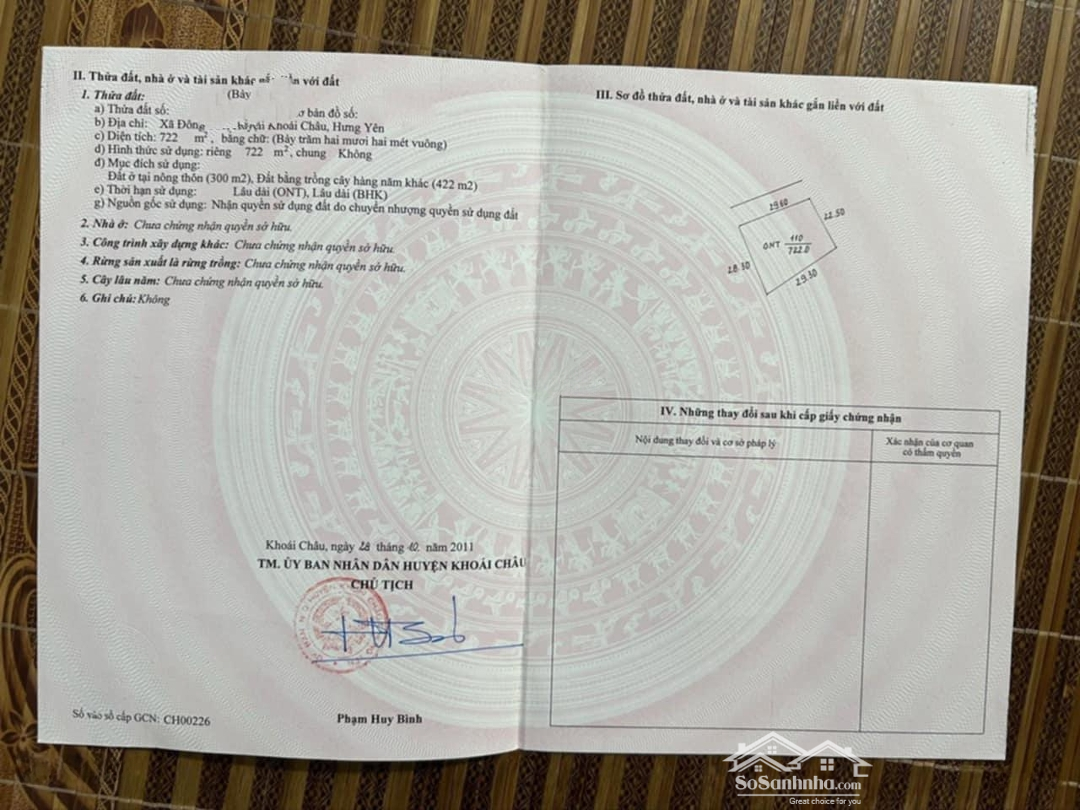 II. Thửa đất, nhà ở và tài sản khác với đất
1. Thửa đất: (Bảy
a) Thửa đất số: ơ bản đồ số:
b) Địa chỉ: Xã Đông Khoái Châu, Hưng Yên
c) Diện tích: 722 m², bằng chữ: (Bảy trăm hai mươi hai mét vuông)
d) Hình thức sử dụng: riêng 722 m², chung Không
đ) Mục đích sử dụng:
Đất ở tại nông thôn (300 m2), Đất bằng trồng cây hàng năm khác (422 m2)
e) Thời hạn sử dụng: Lâu dài (ONT), Lâu dài (BHK)
g) Nguồn gốc sử dụng: Nhận quyền sử dụng đất do chuyển nhượng quyền sử dụng đất
2. Nhà ở: Chưa chứng nhận quyền sở hữu.
3. Công trình xây dựng khác: Chưa chứng nhận quyền sở hữu.
4. Rừng sản xuất là rừng trồng: Chưa chứng nhận quyền sở hữu.
5. Cây lâu năm: Chưa chứng nhận quyền sở hữu.
6. Ghi chú: Không
Khoái Châu, ngày 28 tháng 10 năm 2011
TM. ỦY BAN NHÂN DÂN HUYỆN KHOÁI CHÂU
CHỦ TỊCH
Phạm Huy Bình
Số vào sổ cấp GCN: CH00226
III. Sơ đồ thửa đất, nhà ở và tài sản khác gắn liền với đất
22.50
ONT 110
722.0
28.50
29.50
IV. Những thay đổi sau khi cấp giấy chứng nhận
Nội dung thay đổi và cơ sở pháp lý
Xác nhận của cơ quan
có thẩm quyền
SoSanhnha.com
Great choice for you